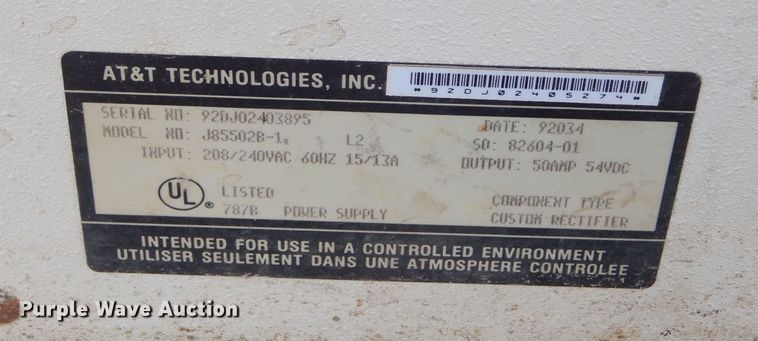 AT&T TECHNOLOGIES, INC.
*92DJ02405274*
SERIAL NO: 92DJ02403895
DATE: 92034
MODEL NO: J85502B-1, L2
SD: 82604-01
INPUT: 208/240VAC 60HZ 15/13A
OUTPUT: 50AMP 54VDC
UL ® LISTED
787B POWER SUPPLY
COMPONENT TYPE
CUSTOM RECTIFIER
INTENDED FOR USE IN A CONTROLLED ENVIRONMENT
UTILISER SEULEMENT DANS UNE ATMOSPHERE CONTROLEE
Purple Wave Auction